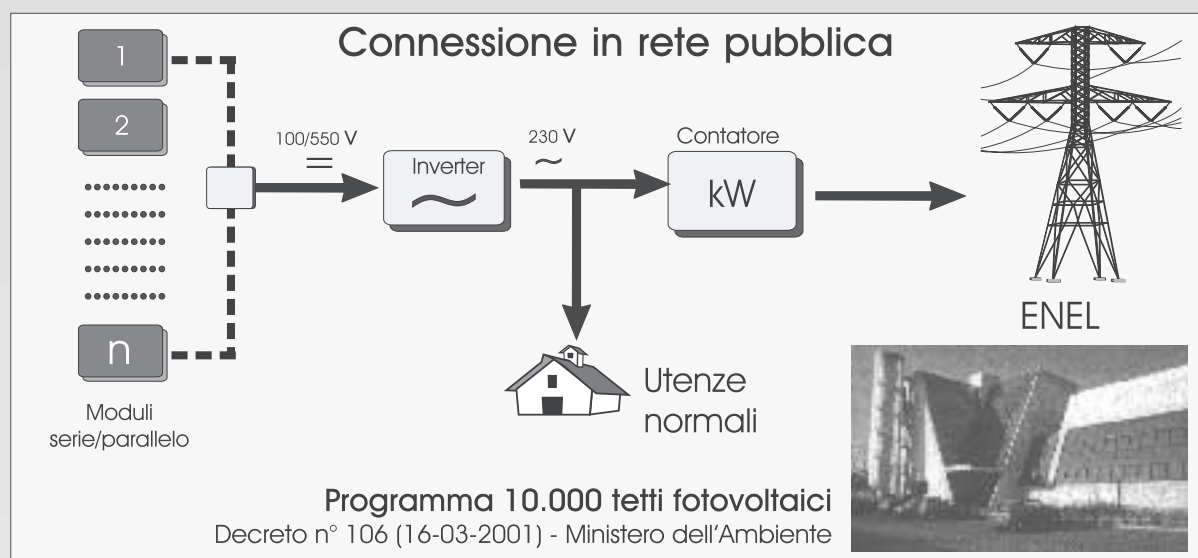 Connessione in rete pubblica
1
2
n
Moduli
serie/parallelo
100/550 V
=
Inverter
~
230 V
~
Contatore
kW
ENEL
Utenze
normali
Programma 10.000 tetti fotovoltaici
Decreto n° 106 (16-03-2001) - Ministero dell'Ambiente